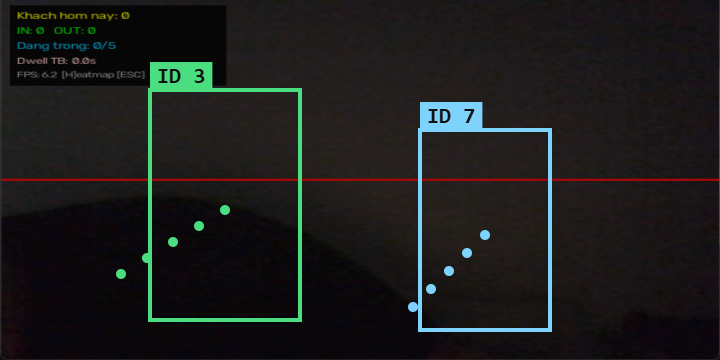 Khach hom nay: 0
IN: 0 OUT: 0
Dang trong: 0/5
Dwell TB: 0.0s
FPS: 6.2 [H]eatmap [ESC]
ID 3
ID 7